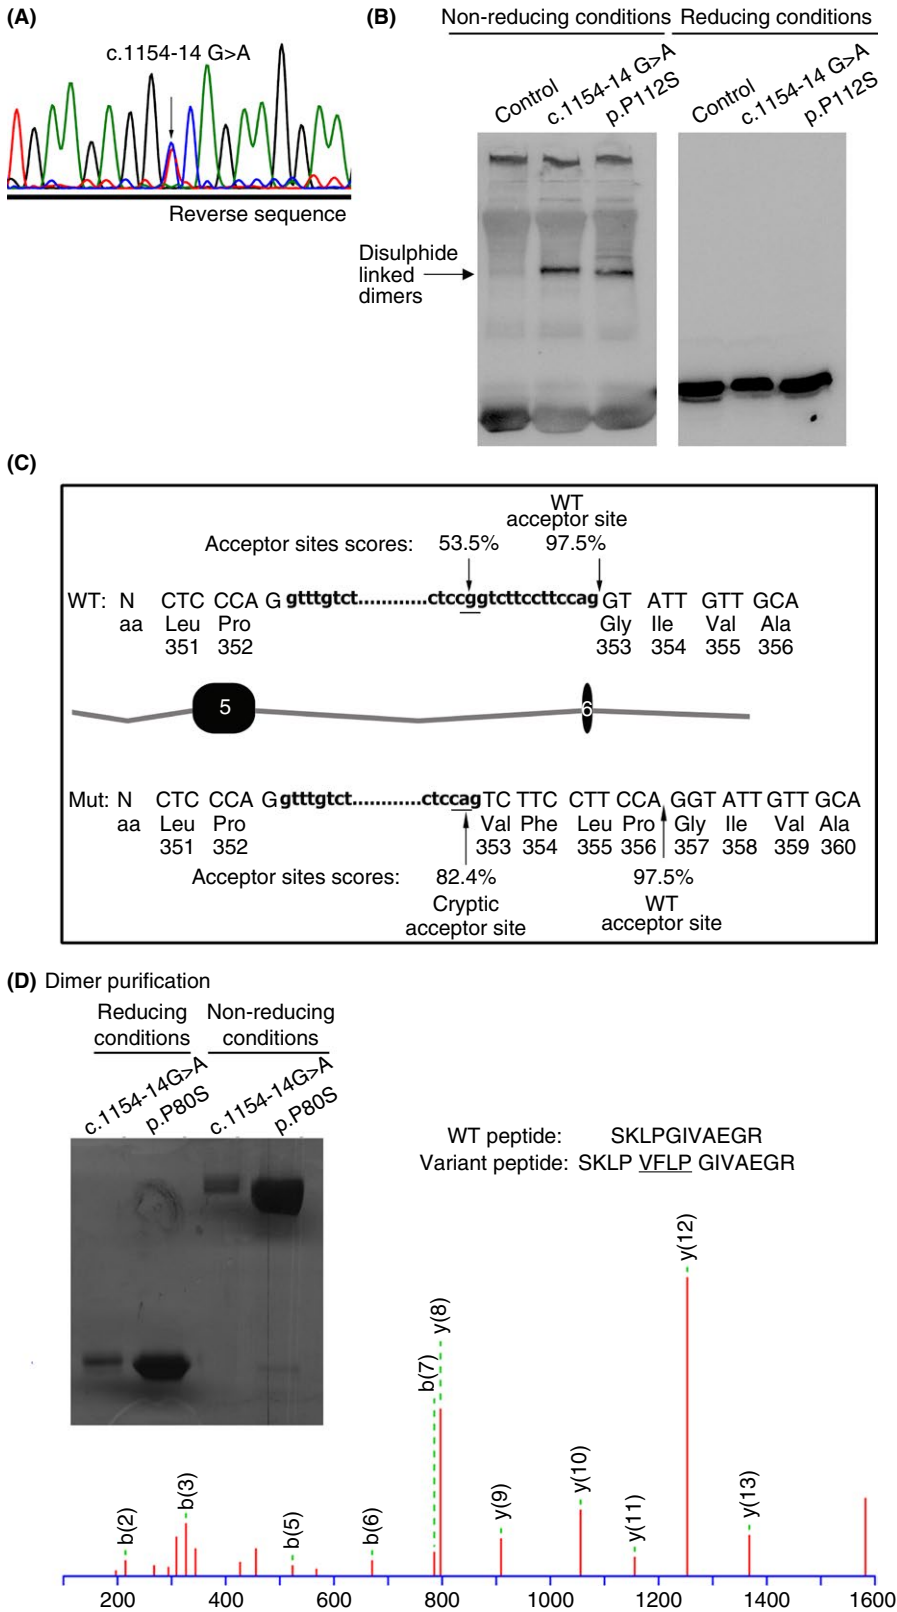 (A)
c.1154-14 G>A
Reverse sequence
(B)
Non-reducing conditions Reducing conditions
Control c.1154-14 G>A p.P112S Control c.1154-14 G>A p.P112S
Disulphide
linked
dimers
(C)
WT
acceptor site
Acceptor sites scores: 53.5% 97.5%
WT: N CTC CCA G gtttgtct............ctccggtcttccttccag GT ATT GTT GCA
aa Leu Pro Gly Ile Val Ala
351 352 353 354 355 356
5 6
Mut: N CTC CCA G gtttgtct............ctccag TC TTC CTT CCA GGT ATT GTT GCA
aa Leu Pro Val Phe Leu Pro Gly Ile Val Ala
351 352 353 354 355 356 357 358 359 360
Acceptor sites scores: 82.4% 97.5%
Cryptic WT
acceptor site acceptor site
(D) Dimer purification
Reducing Non-reducing
conditions conditions
c.1154-14G>A p.P80S c.1154-14G>A p.P80S
WT peptide: SKLPGIVAEGR
Variant peptide: SKLP VFLP GIVAEGR
b(2) b(3) b(5) b(6) b(7) y(8) y(9) y(10) y(11) y(12) y(13)
200 400 600 800 1000 1200 1400 1600